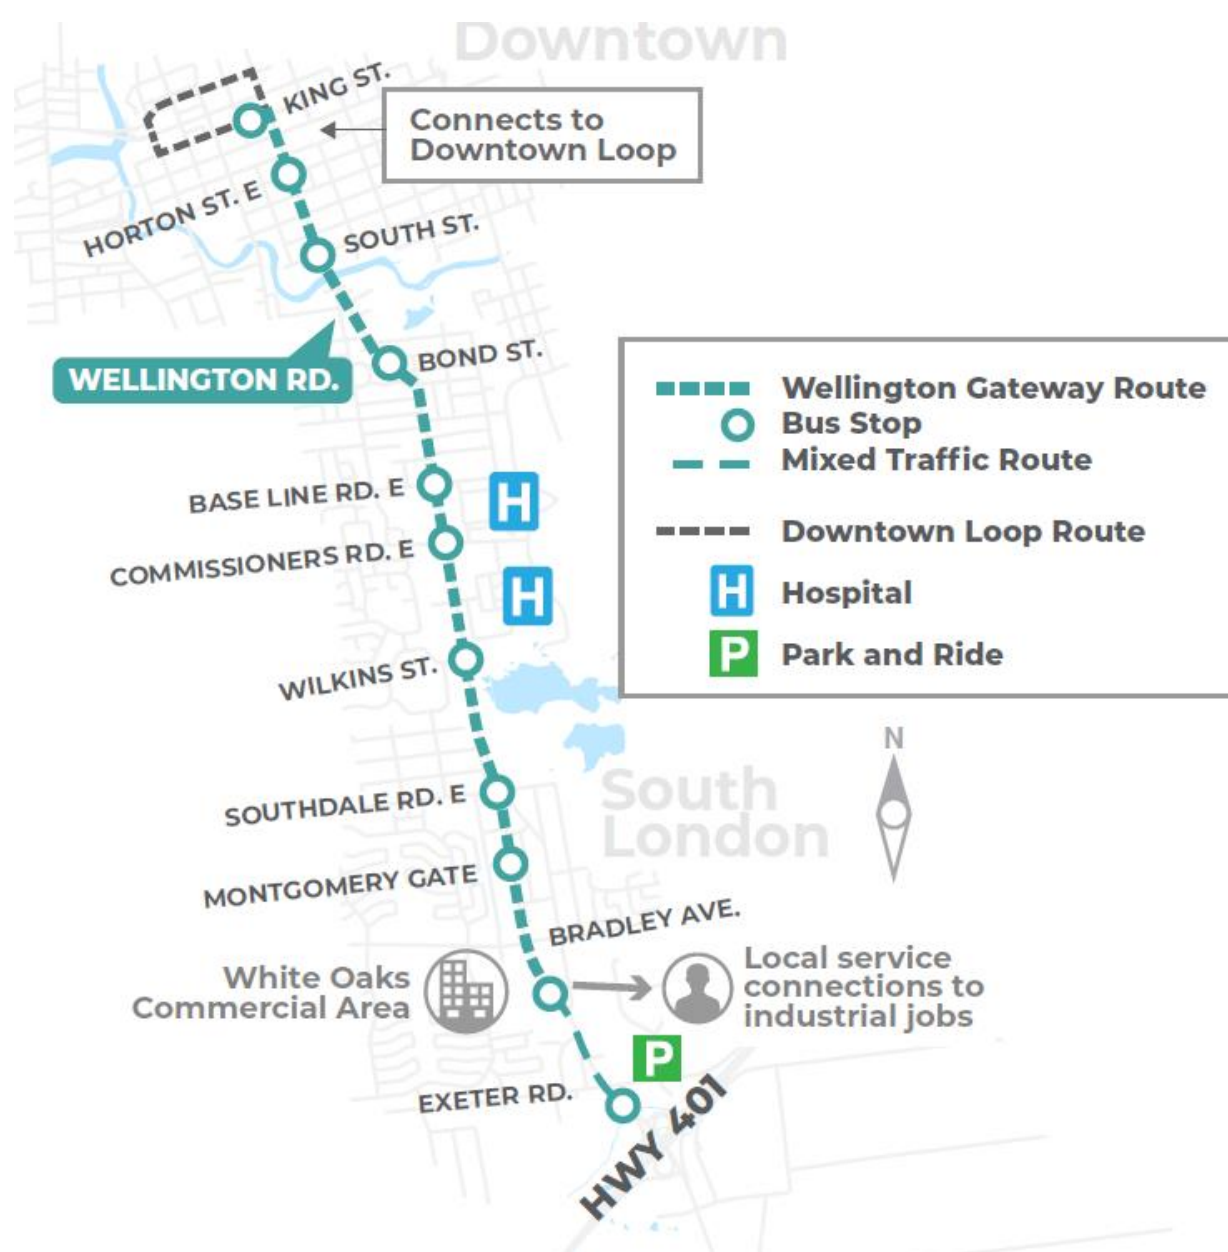 Downtown
KING ST.
Connects to
Downtown Loop
HORTON ST. E
SOUTH ST.
WELLINGTON RD.
BOND ST.
Wellington Gateway Route
Bus Stop
Mixed Traffic Route
Downtown Loop Route
H Hospital
P Park and Ride
BASE LINE RD. E
H
COMMISSIONERS RD. E
H
WILKINS ST.
N
South
London
SOUTHDALE RD. E
MONTGOMERY GATE
BRADLEY AVE.
White Oaks
Commercial Area
Local service
connections to
industrial jobs
P
EXETER RD.
HWY 401